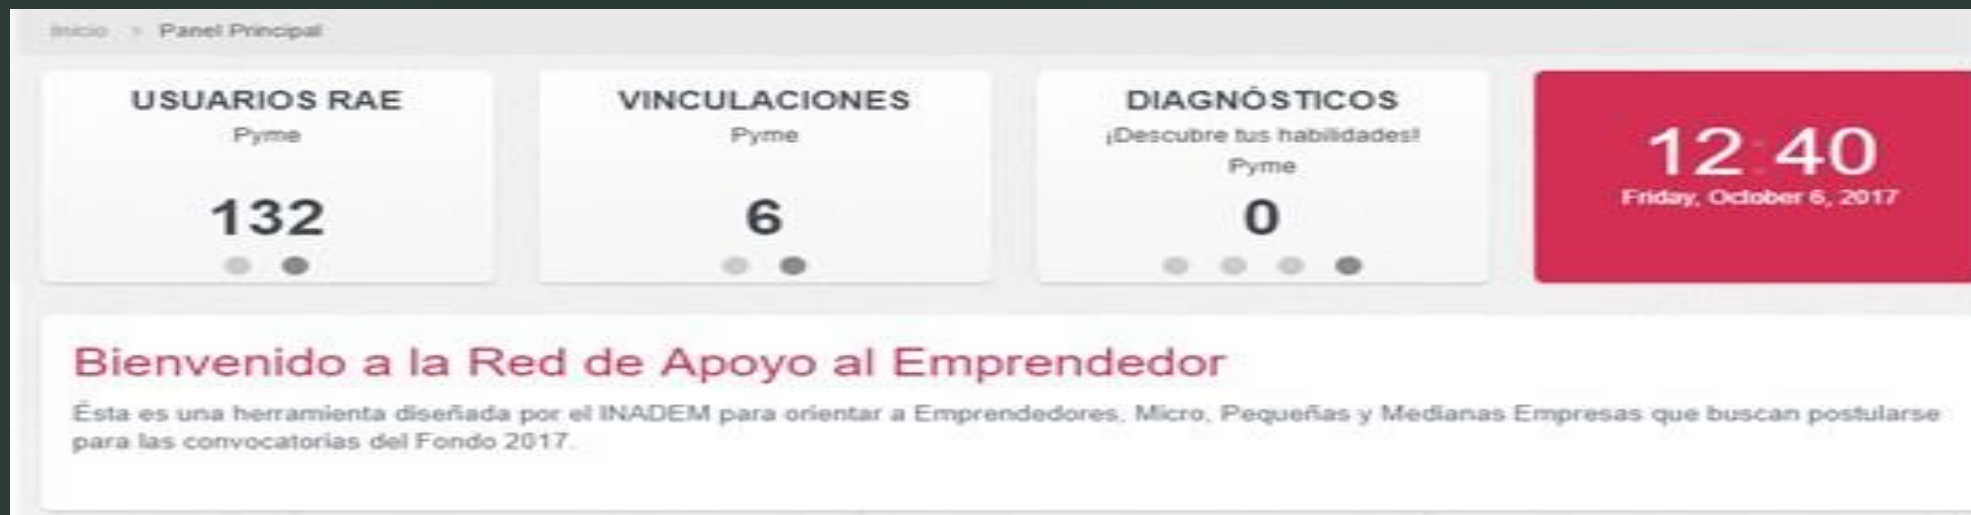 Inicio » Panel Principal
USUARIOS RAE
Pyme
132
VINCULACIONES
Pyme
6
DIAGNÓSTICOS
¡Descubre tus habilidades!
Pyme
0
12:40
Friday, October 6, 2017
Bienvenido a la Red de Apoyo al Emprendedor
Ésta es una herramienta diseñada por el INADEM para orientar a Emprendedores, Micro, Pequeñas y Medianas Empresas que buscan postularse
para las convocatorias del Fondo 2017.